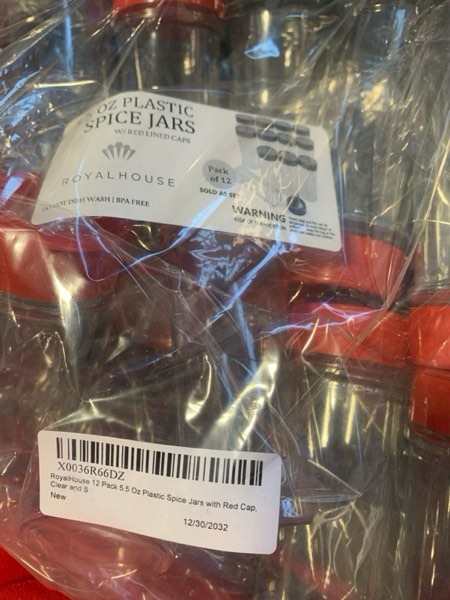 OZ PLASTIC
SPICE JARS
W/ RED LINED CAPS
ROYALHOUSE
Pack
of 12
SOLD AS SET
DO NOT DISH WASH | BPA FREE
WARNING
X0036R66DZ
RoyalHouse 12 Pack 5.5 Oz Plastic Spice Jars with Red Cap,
Clear and S
New
12/30/2032